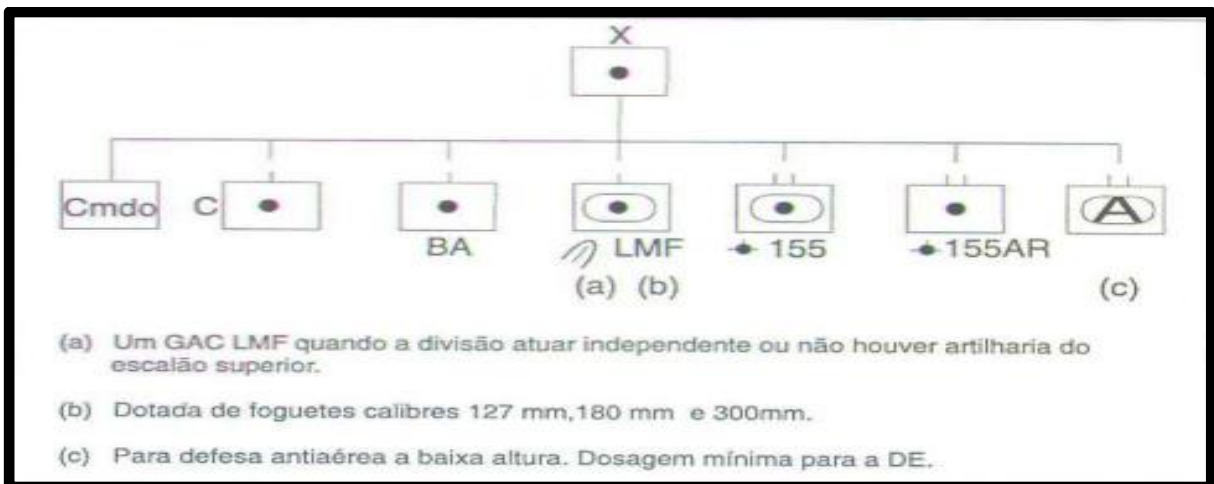 X
Cmdo C A
BA LMF 155 155AR
(a) (b) (c)
(a) Um GAC LMF quando a divisão atuar independente ou não houver artilharia do
escalão superior.
(b) Dotada de foguetes calibres 127 mm,180 mm e 300mm.
(c) Para defesa antiaérea a baixa altura. Dosagem mínima para a DE.